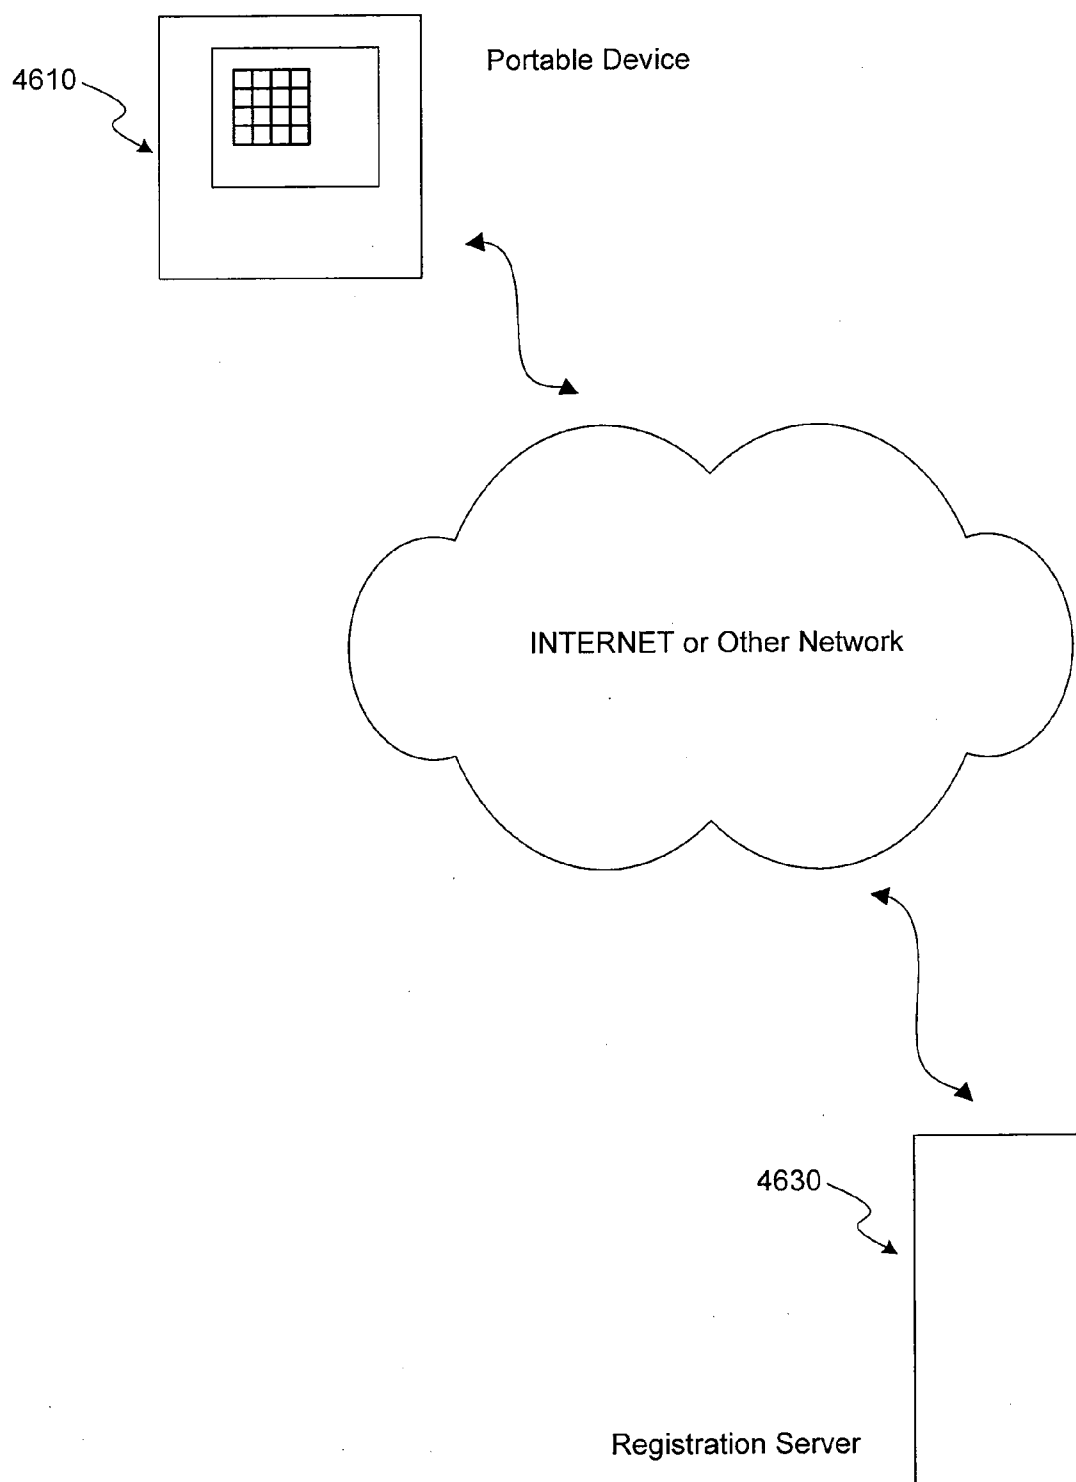 Portable Device
4610
INTERNET or Other Network
4630
Registration Server